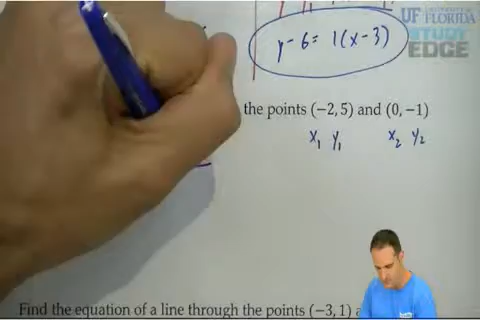 UF FLORIDA
STUDY
EDGE
y - 6 = 1(x - 3)
the points (−2, 5) and (0, −1)
x₁ y₁ x₂ y₂
Find the equation of a line through the points (−3, 1)